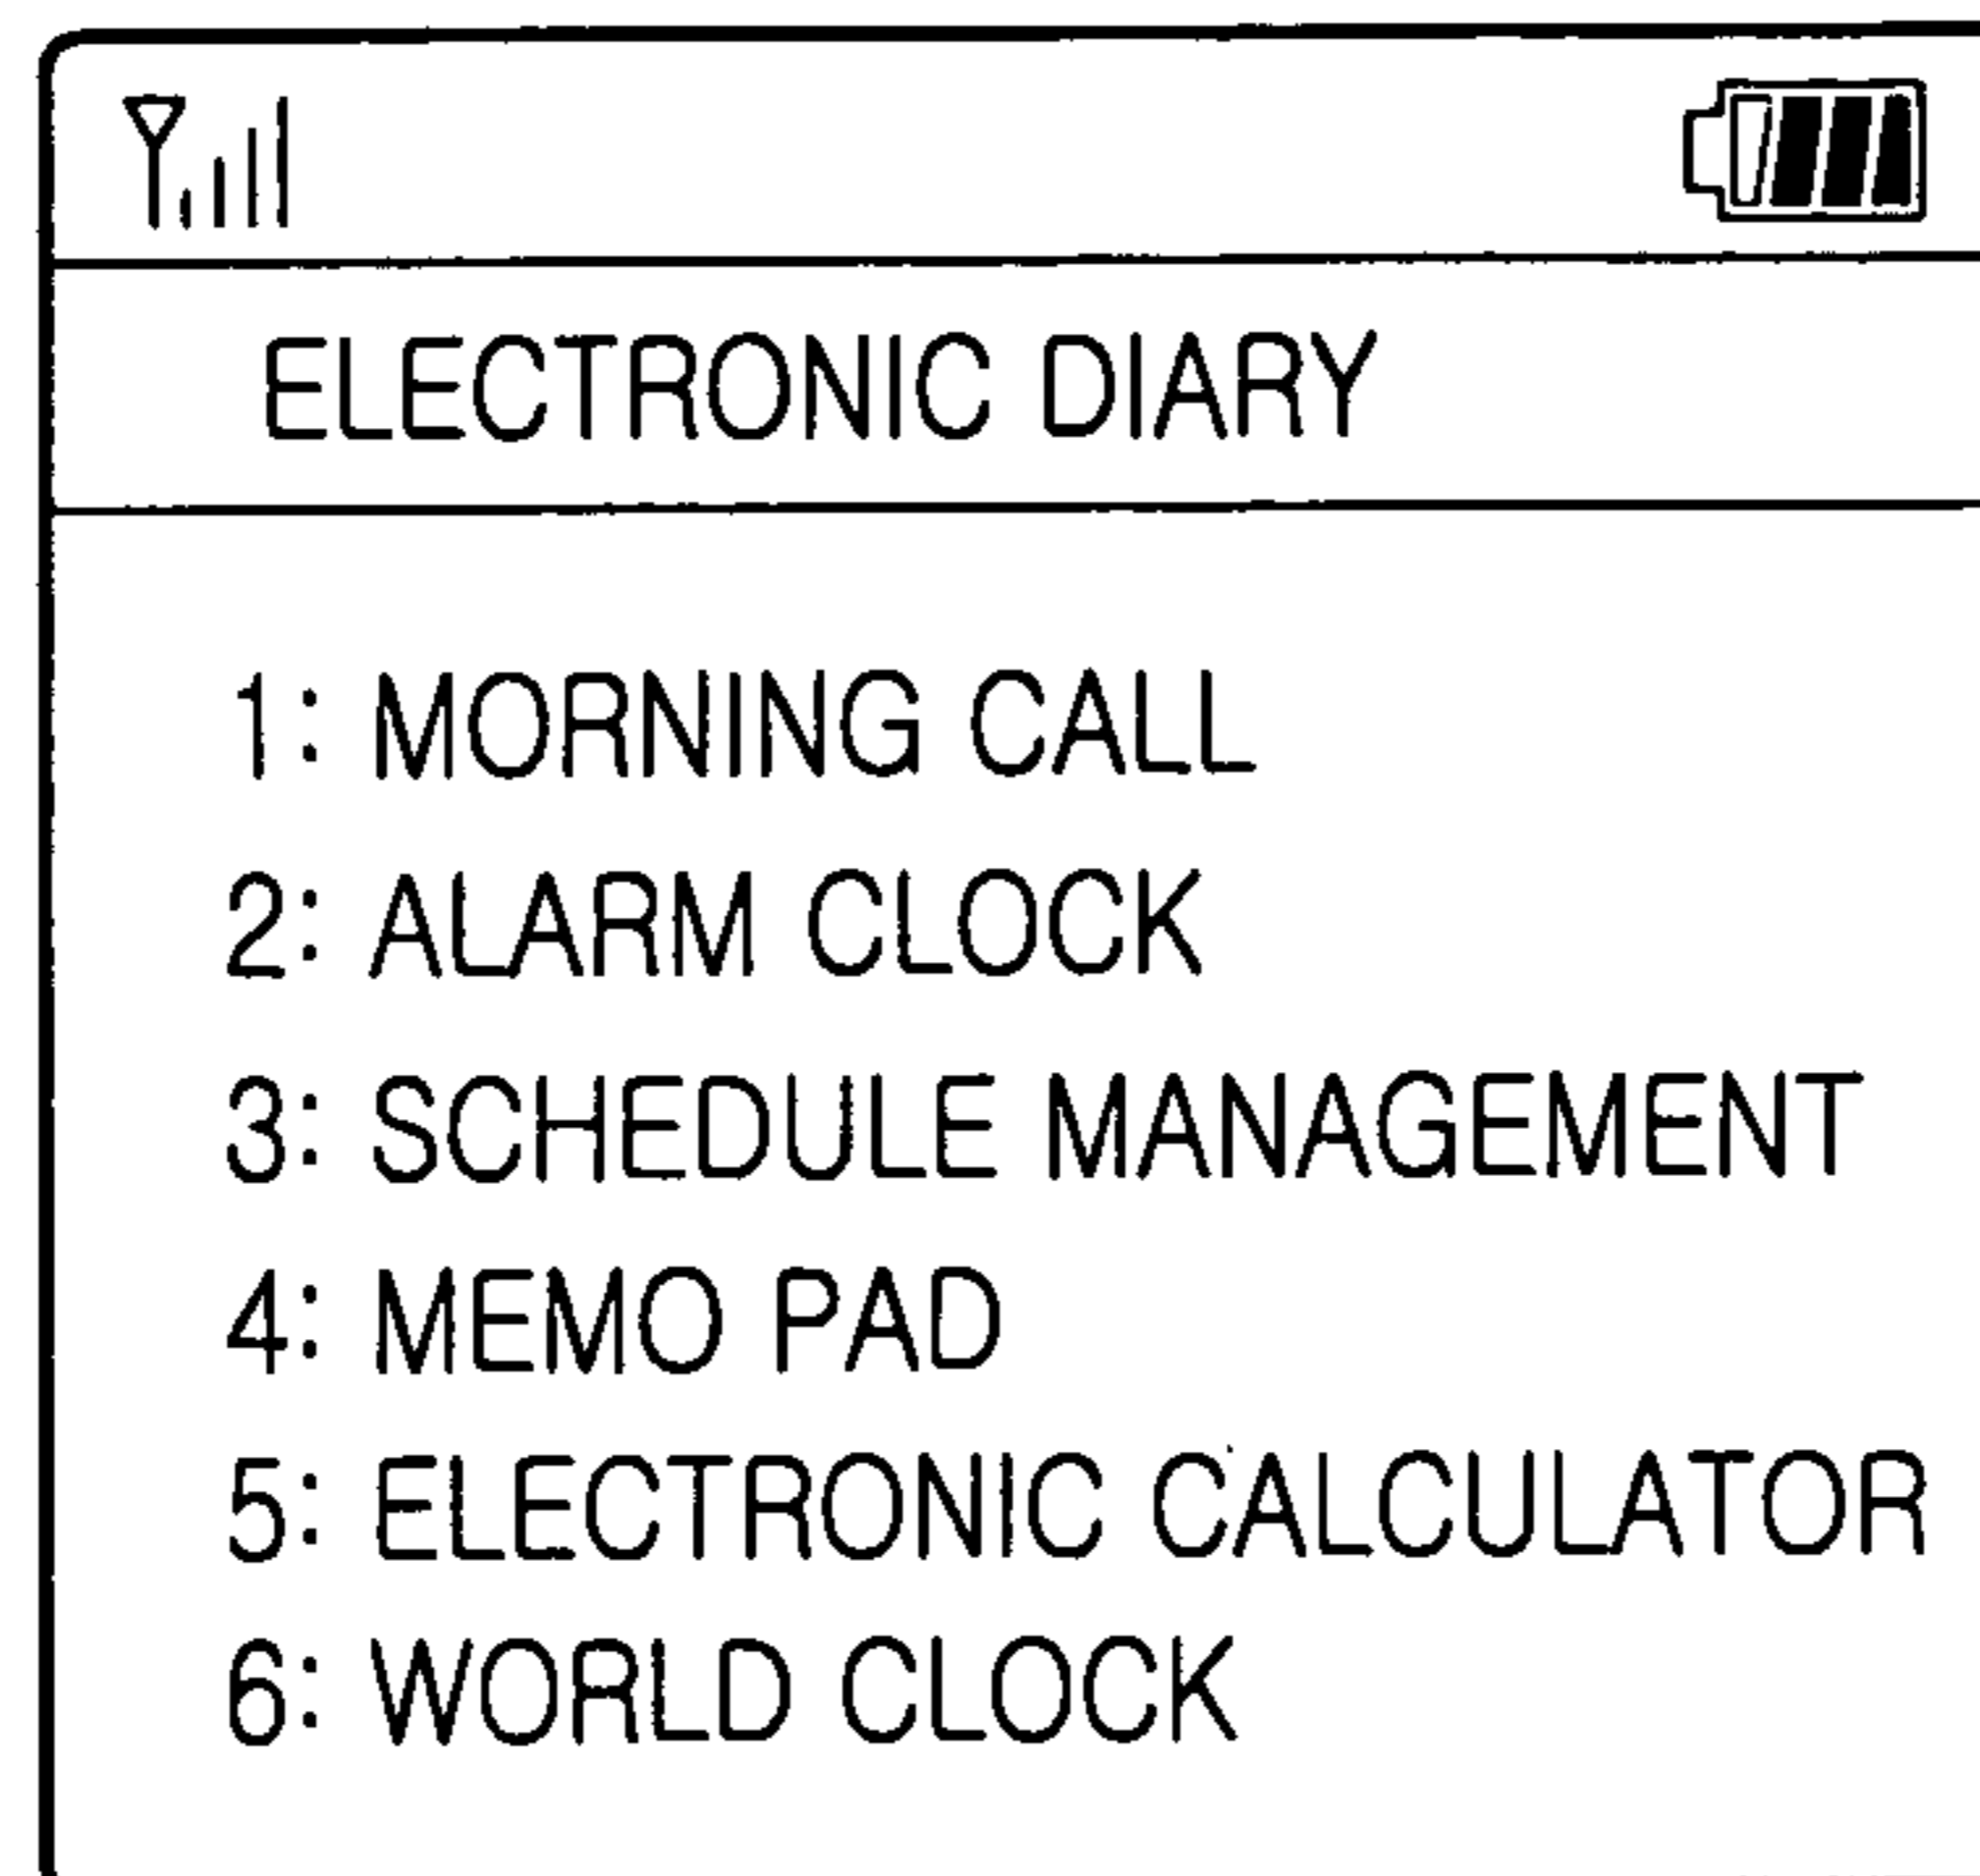 ELECTRONIC DIARY
1: MORNING CALL
2: ALARM CLOCK
3: SCHEDULE MANAGEMENT
4: MEMO PAD
5: ELECTRONIC CALCULATOR
6: WORLD CLOCK